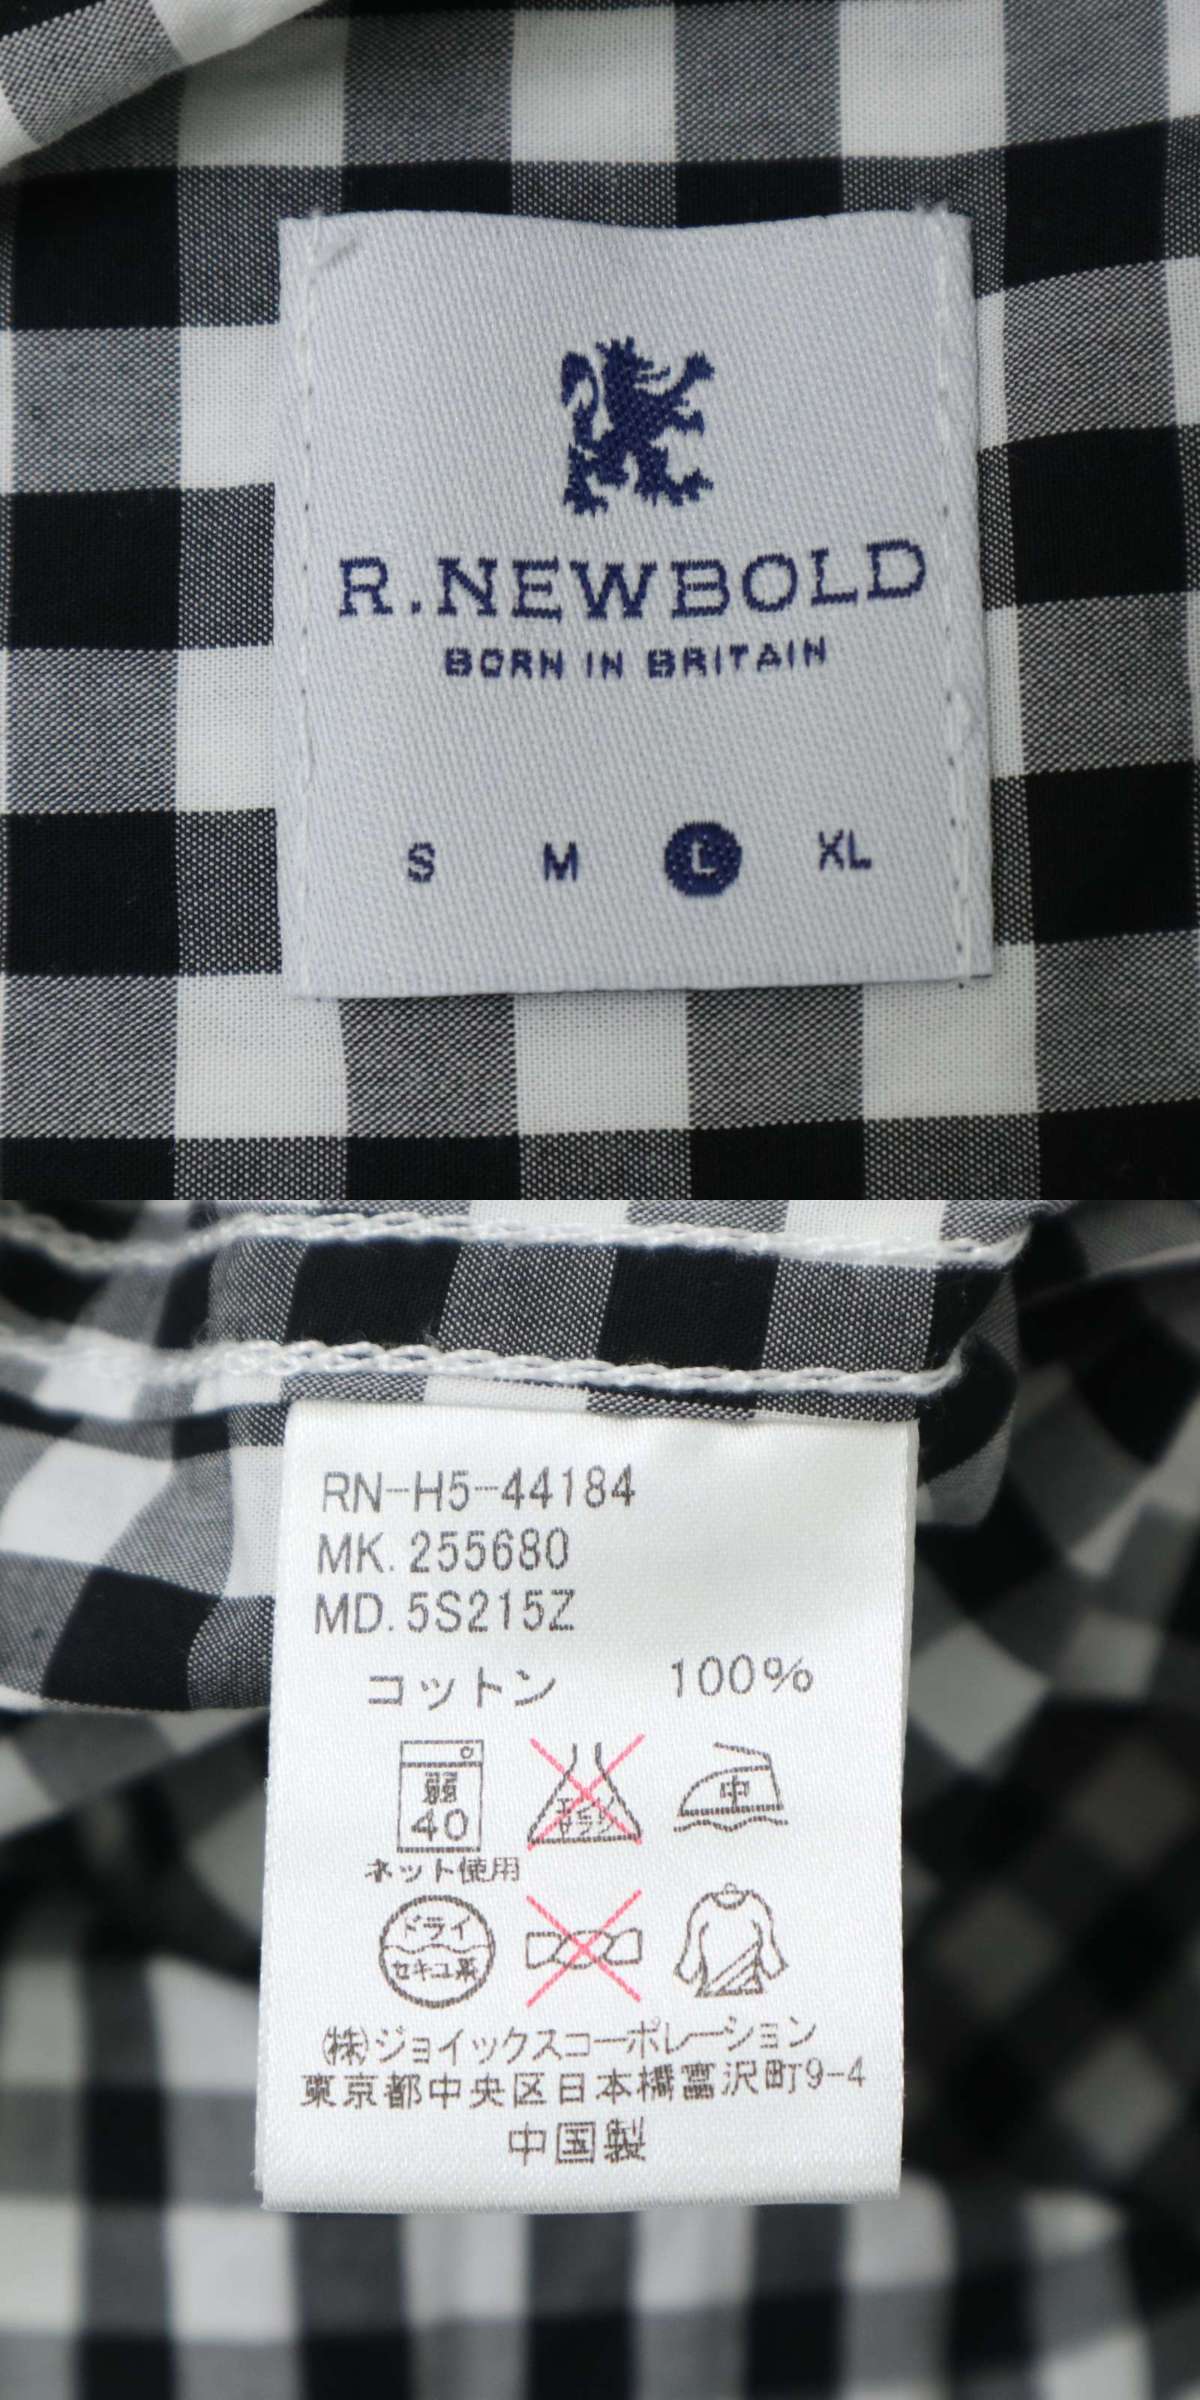 R.NEWBOLD
BORN IN BRITAIN
S M L XL
RN-H5-44184
MK.255680
MD.5S215Z
コットン 100%
弱 エンソ 中
40 サラシ
ネット使用
ドライ
セキユ系
(株)ジョイックスコーポレーション
東京都中央区日本橋富沢町9-4
中国製